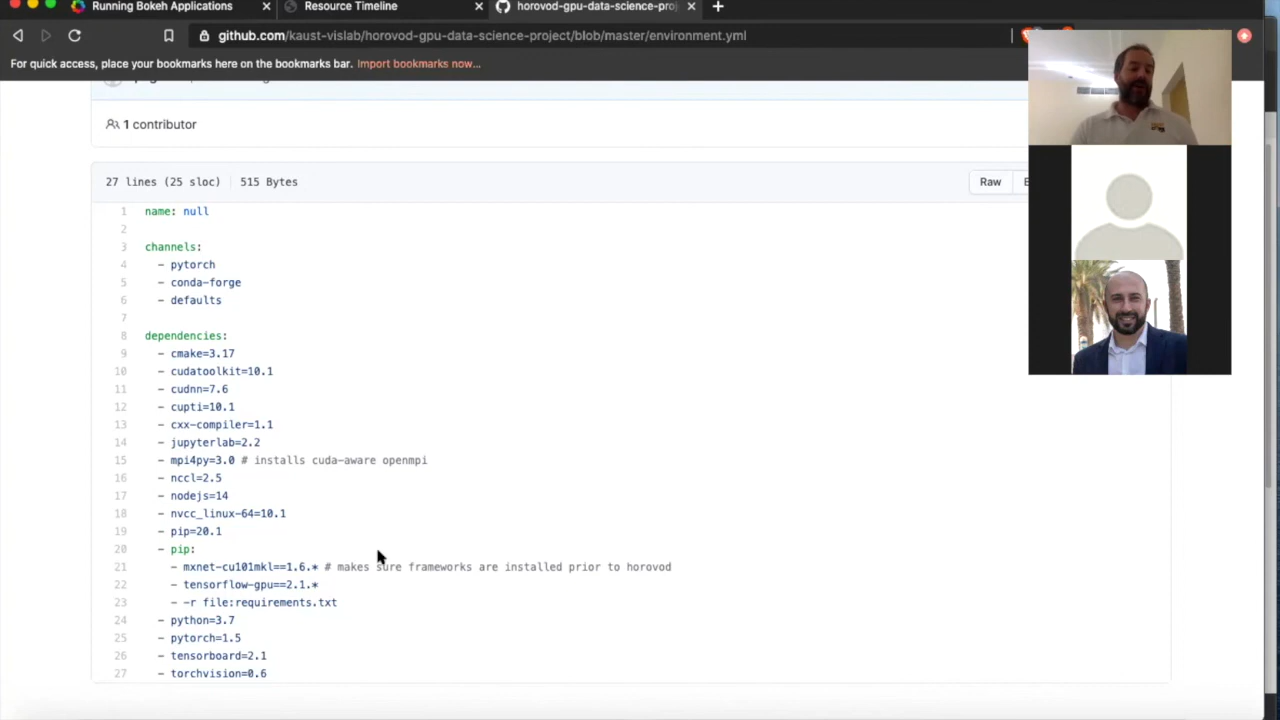 Running Bokeh Applications
Resource Timeline
horovod-gpu-data-science-proj
github.com/kaust-vislab/horovod-gpu-data-science-project/blob/master/environment.yml
For quick access, place your bookmarks here on the bookmarks bar. Import bookmarks now...
1 contributor
27 lines (25 sloc) 515 Bytes
Raw
1 name: null
2
3 channels:
4 - pytorch
5 - conda-forge
6 - defaults
7
8 dependencies:
9 - cmake=3.17
10 - cudatoolkit=10.1
11 - cudnn=7.6
12 - cupti=10.1
13 - cxx-compiler=1.1
14 - jupyterlab=2.2
15 - mpi4py=3.0 # installs cuda-aware openmpi
16 - nccl=2.5
17 - nodejs=14
18 - nvcc_linux-64=10.1
19 - pip=20.1
20 - pip:
21 - mxnet-cu101mkl==1.6.* # makes sure frameworks are installed prior to horovod
22 - tensorflow-gpu==2.1.*
23 - -r file:requirements.txt
24 - python=3.7
25 - pytorch=1.5
26 - tensorboard=2.1
27 - torchvision=0.6